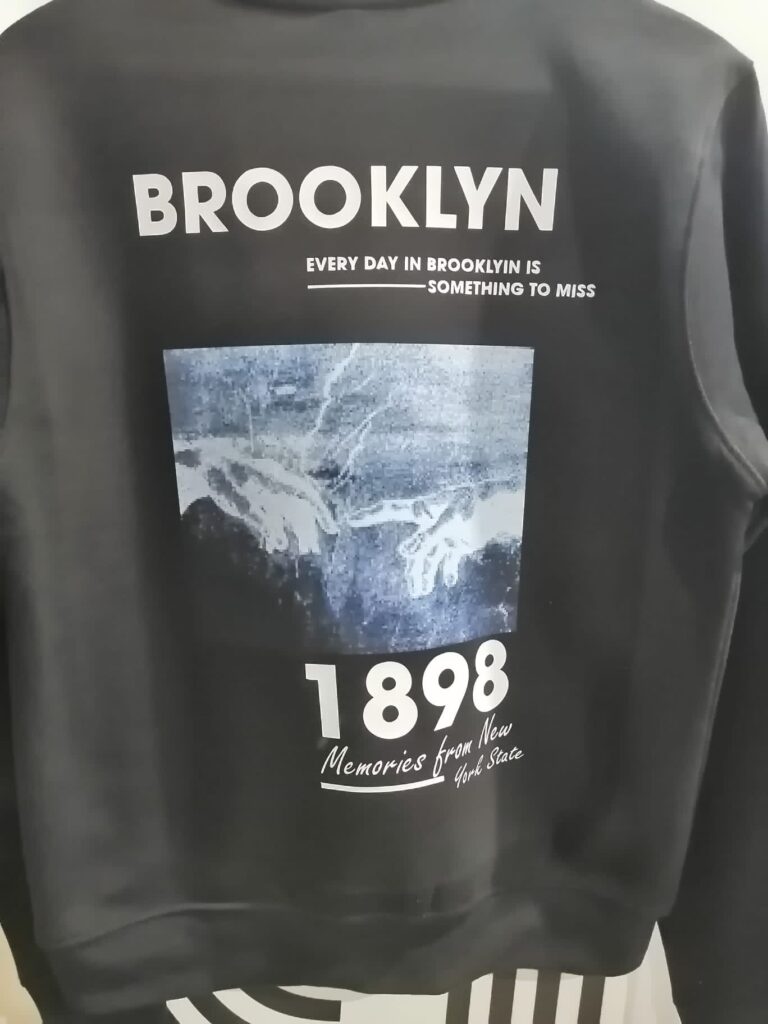 BROOKLYN
EVERY DAY IN BROOKLYIN IS
SOMETHING TO MISS
1898
Memories from New
York State